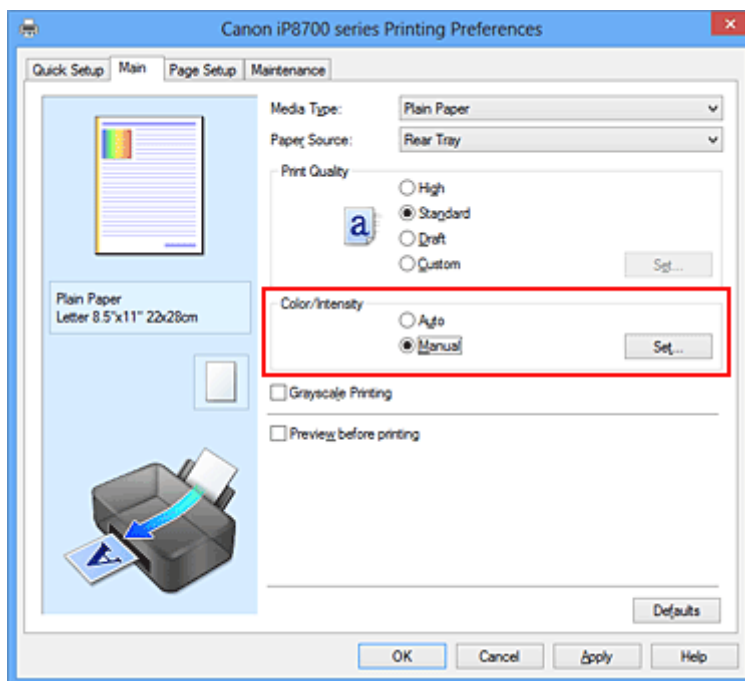 Canon iP8700 series Printing Preferences
Quick Setup Main Page Setup Maintenance
Media Type: Plain Paper
Paper Source: Rear Tray
Print Quality
High
a Standard
Draft
Custom Set...
Plain Paper
Letter 8.5"x11" 22x28cm
Color/Intensity
Auto
Manual Set...
Grayscale Printing
Preview before printing
A
Defaults
OK Cancel Apply Help